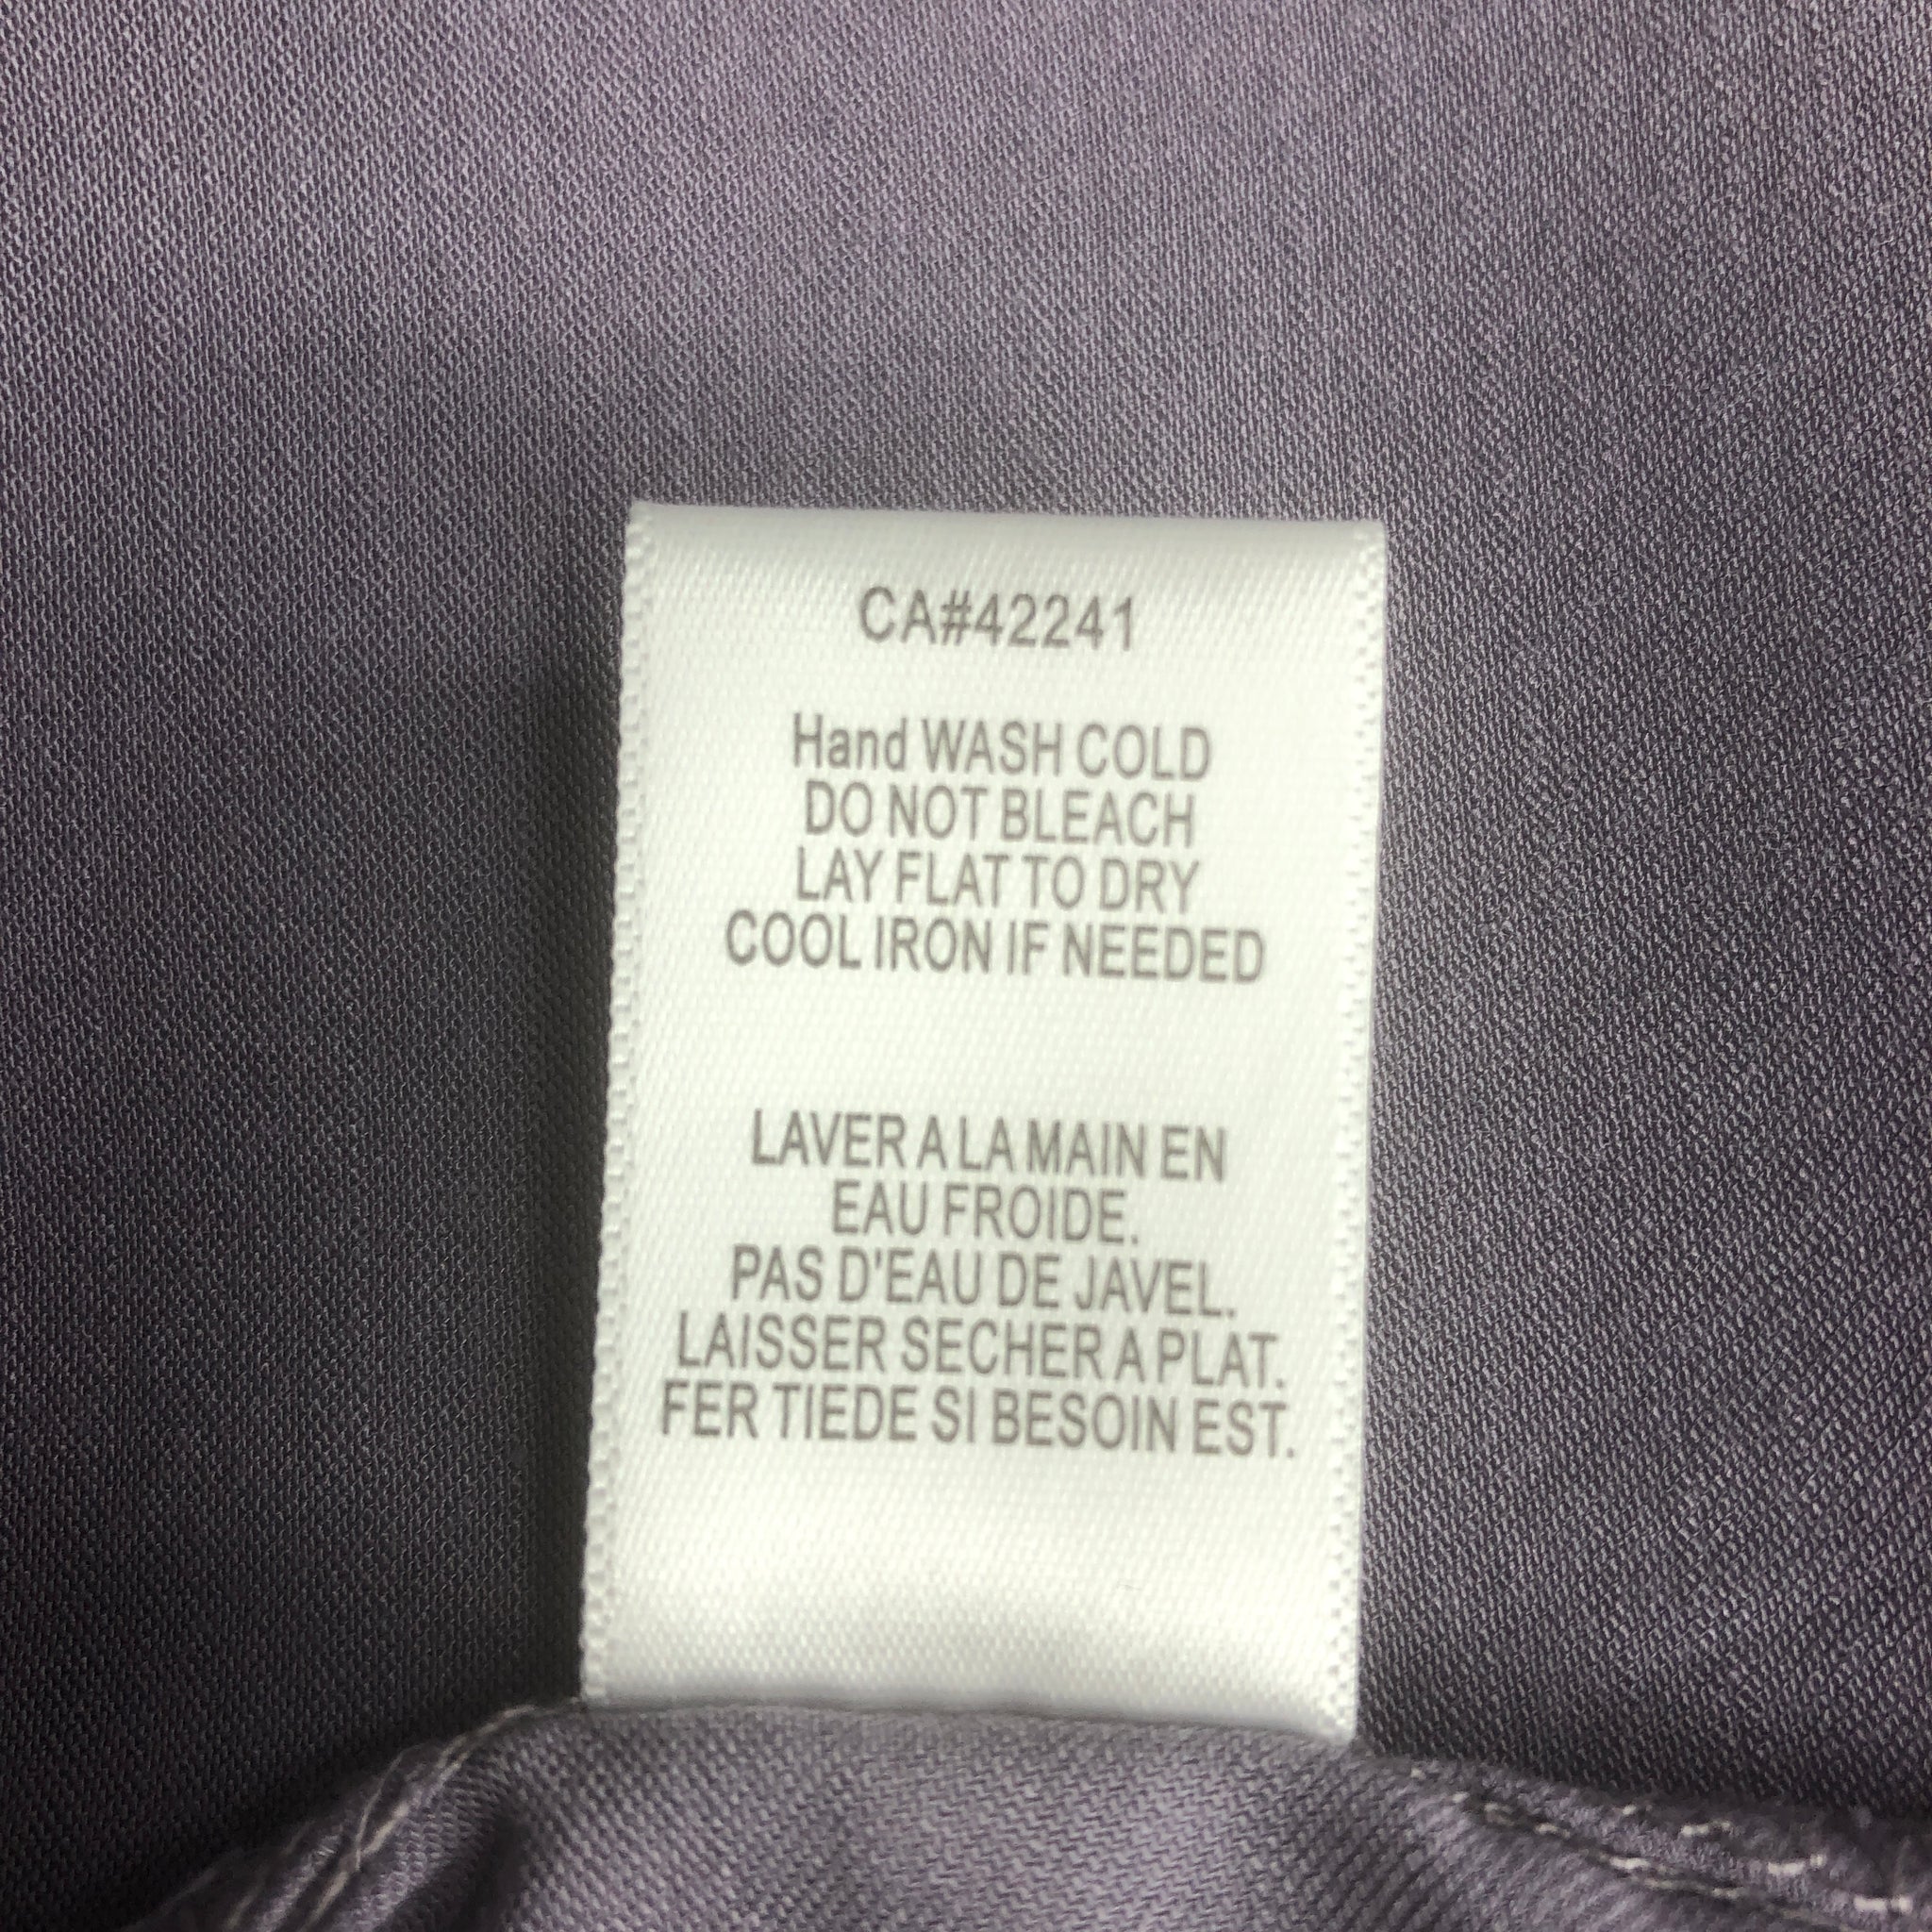 CA#42241
Hand WASH COLD
DO NOT BLEACH
LAY FLAT TO DRY
COOL IRON IF NEEDED
LAVER A LA MAIN EN
EAU FROIDE.
PAS D'EAU DE JAVEL.
LAISSER SECHER A PLAT.
FER TIEDE SI BESOIN EST.